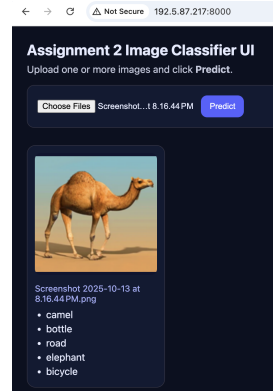 Not Secure 192.5.87.217:8000
Assignment 2 Image Classifier UI
Upload one or more images and click Predict.
Choose Files Screenshot...t 8.16.44 PM Predict
Screenshot 2025-10-13 at
8.16.44 PM.png
• camel
• bottle
• road
• elephant
• bicycle